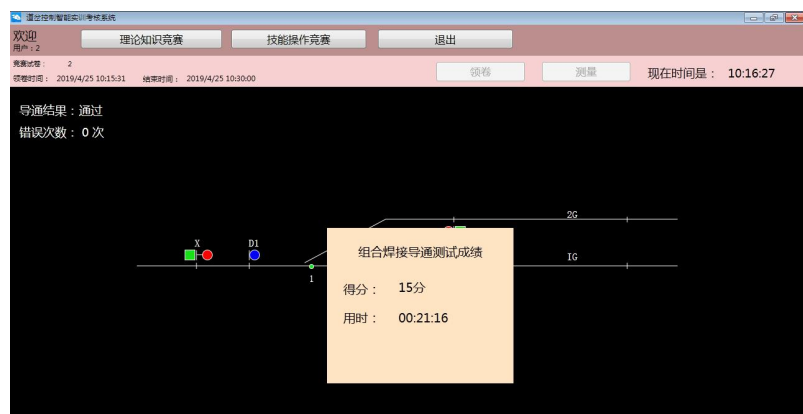 道岔控制智能实训考核系统
欢迎
用户：2
理论知识竞赛
技能操作竞赛
退出
竞赛试卷： 2
领卷时间： 2019/4/25 10:15:31 结束时间： 2019/4/25 10:30:00
领卷
测量
现在时间是： 10:16:27
导通结果：通过
错误次数：0 次
2G
X
D1
IG
1
组合焊接导通测试成绩
得分： 15分
用时： 00:21:16